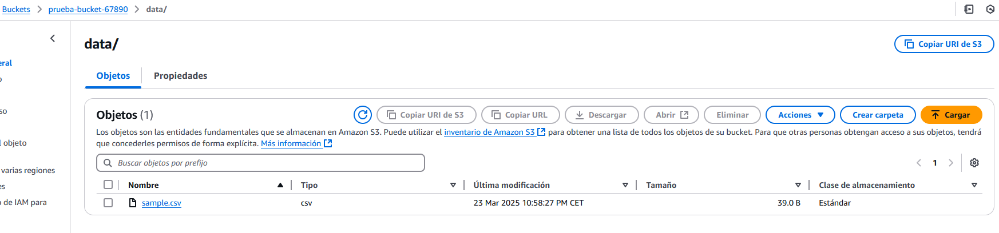 Buckets > prueba-bucket-67890 > data/
data/
Copiar URI de S3
eral
o
so
l objeto
varias regiones
es
o de IAM para
Objetos Propiedades
Objetos (1)
Copiar URI de S3 Copiar URL Descargar Abrir Eliminar Acciones Crear carpeta Cargar
Los objetos son las entidades fundamentales que se almacenan en Amazon S3. Puede utilizar el inventario de Amazon S3 para obtener una lista de todos los objetos de su bucket. Para que otras personas obtengan acceso a sus objetos, tendrá
que concederles permisos de forma explícita. Más información
Buscar objetos por prefijo
1
Nombre Tipo Última modificación Tamaño Clase de almacenamiento
sample.csv csv 23 Mar 2025 10:58:27 PM CET 39.0 B Estándar